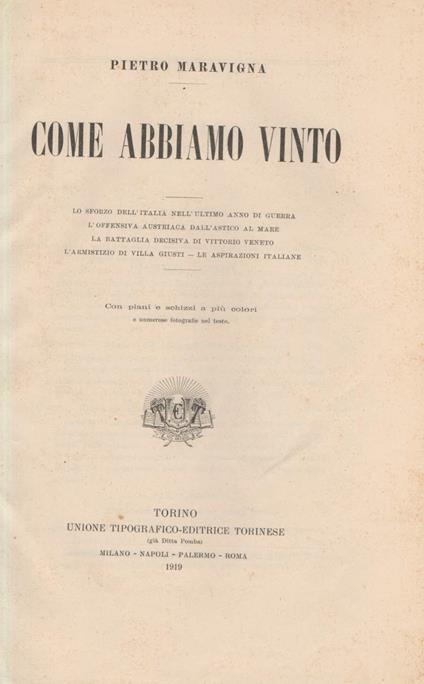 PIETRO MARAVIGNA
COME ABBIAMO VINTO
LO SFORZO DELL'ITALIA NELL'ULTIMO ANNO DI GUERRA
L'OFFENSIVA AUSTRIACA DALL'ASTICO AL MARE
LA BATTAGLIA DECISIVA DI VITTORIO VENETO
L'ARMISTIZIO DI VILLA GIUSTI — LE ASPIRAZIONI ITALIANE
Con piani e schizzi a più colori
e numerose fotografie nel testo.
TORINO
UNIONE TIPOGRAFICO-EDITRICE TORINESE
(già Ditta Pomba)
MILANO - NAPOLI - PALERMO - ROMA
1919